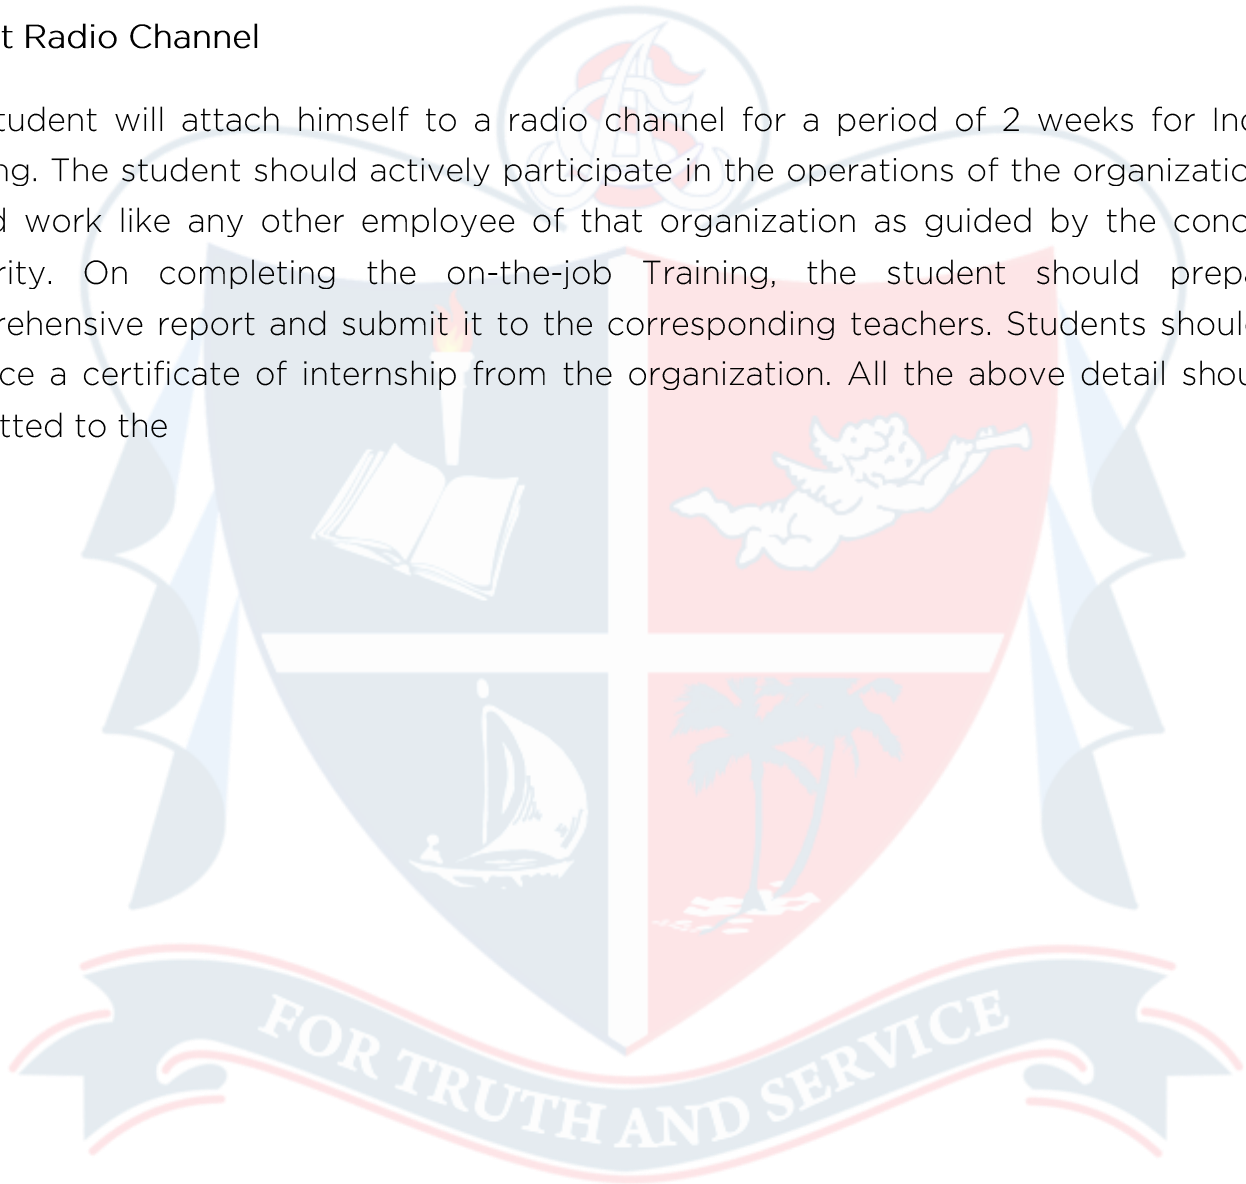 t Radio Channel
tudent will attach himself to a radio channel for a period of 2 weeks for Ind
ng. The student should actively participate in the operations of the organizatio
d work like any other employee of that organization as guided by the conc
rity. On completing the on-the-job Training, the student should prepa
rehensive report and submit it to the corresponding teachers. Students should
ce a certificate of internship from the organization. All the above detail shou
tted to the
FOR TRUTH AND SERVICE